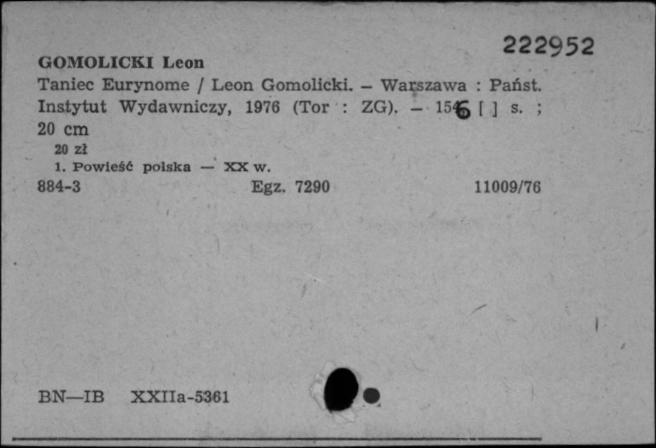 222952
GOMOLICKI Leon
Taniec Eurynome / Leon Gomolicki. – Warszawa : Państ.
Instytut Wydawniczy, 1976 (Tor : ZG). – 156 [ ] s. ;
20 cm
20 zł
1. Powieść polska — XX w.
884-3 Egz. 7290 11009/76
BN—IB XXIIa-5361